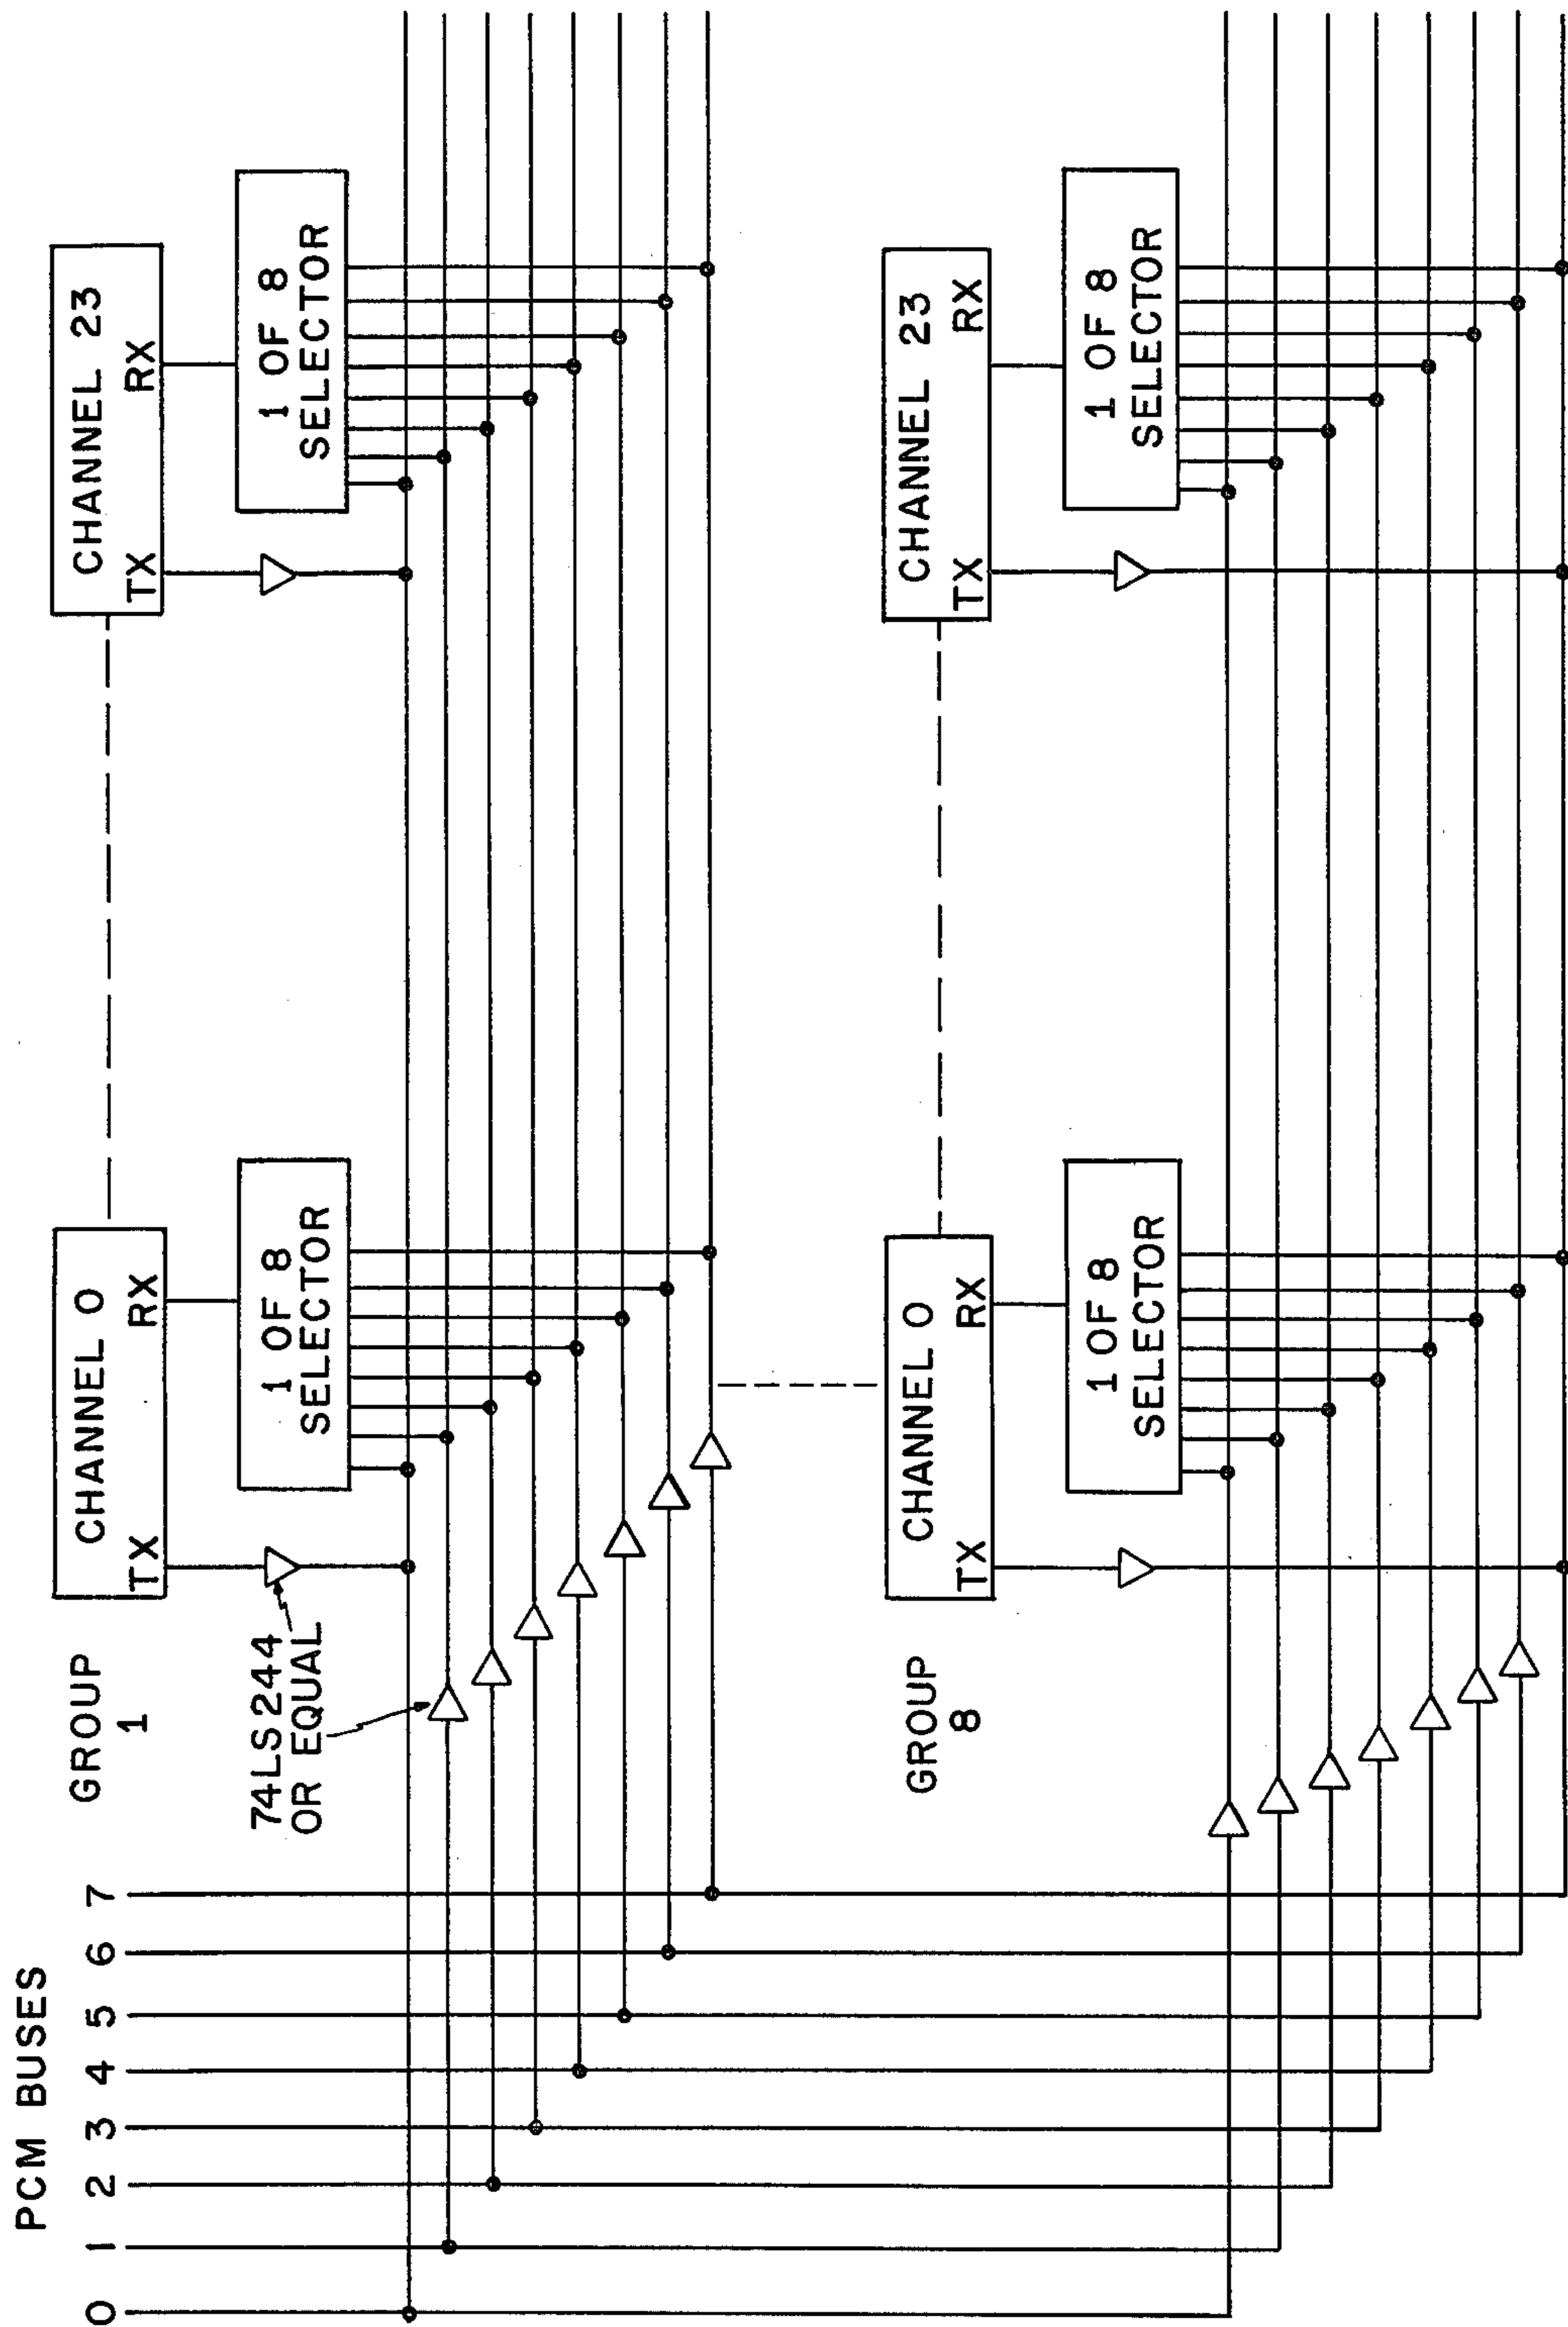 PCM BUSES
0 1 2 3 4 5 6 7
GROUP
1
74LS244
OR EQUAL
CHANNEL 0
TX RX
1 OF 8
SELECTOR
CHANNEL 23
TX RX
1 OF 8
SELECTOR
GROUP
8
CHANNEL 0
TX RX
1 OF 8
SELECTOR
CHANNEL 23
TX RX
1 OF 8
SELECTOR